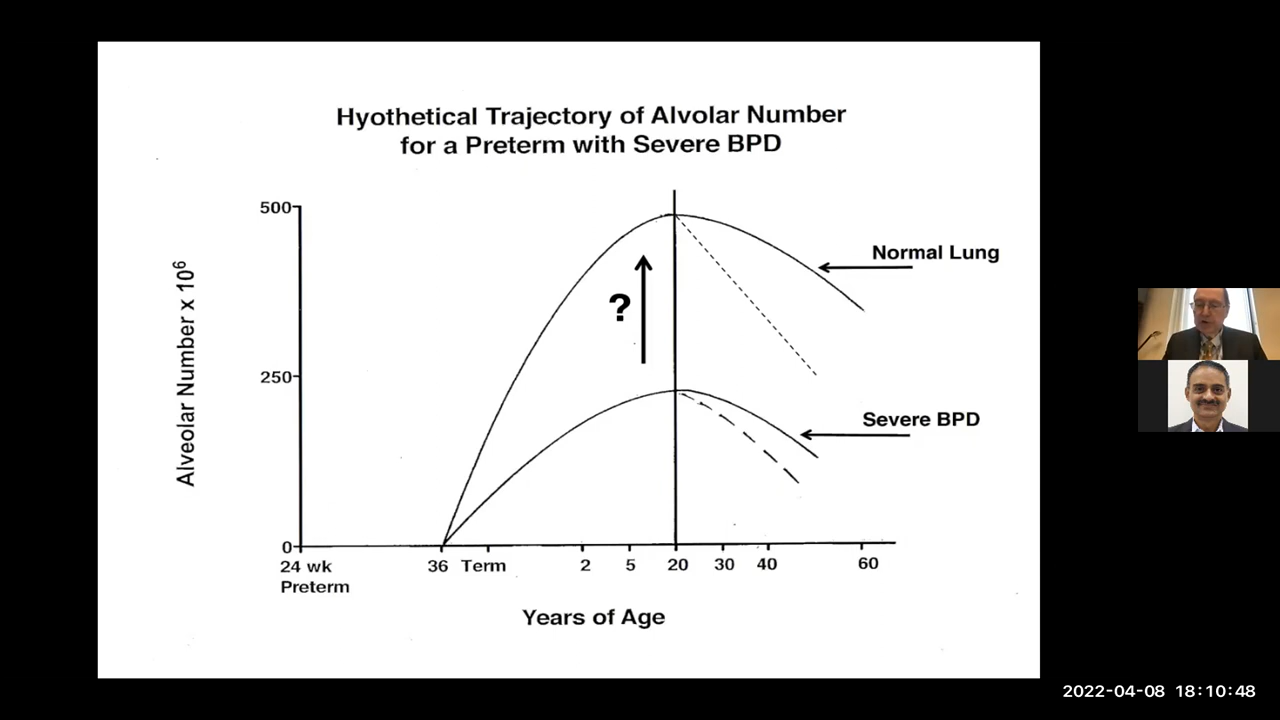 Hyothetical Trajectory of Alvolar Number
for a Preterm with Severe BPD
Alveolar Number x 10⁶
500
250
0
?
Normal Lung
Severe BPD
24 wk 36 Term 2 5 20 30 40 60
Preterm
Years of Age
2022-04-08 18:10:48